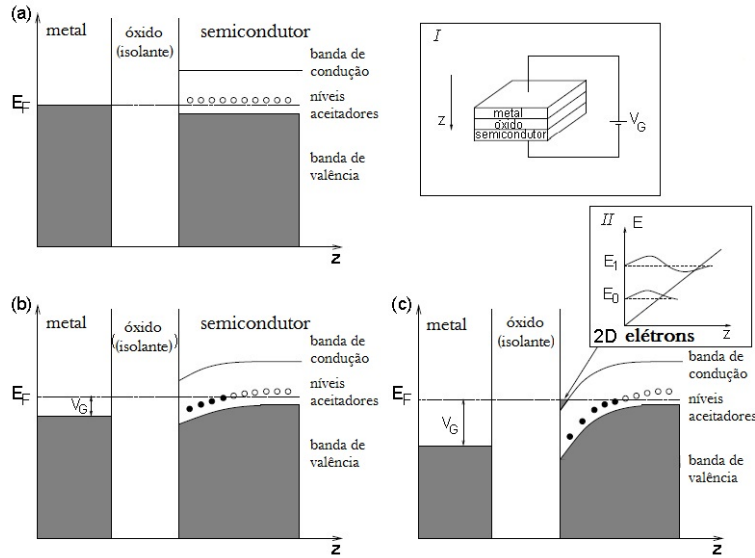 (a)
metal
óxido
(isolante)
semicondutor
banda de
condução
E_F
níveis
aceitadores
banda de
valência
z
I
z
metal
óxido
semicondutor
V_G
II
E
E_1
E_0
z
2D elétrons
(b)
metal
óxido
(isolante)
semicondutor
banda de
condução
E_F
V_G
níveis
aceitadores
banda de
valência
z
(c)
metal
óxido
(isolante)
banda de
condução
E_F
V_G
níveis
aceitadores
banda de
valência
z